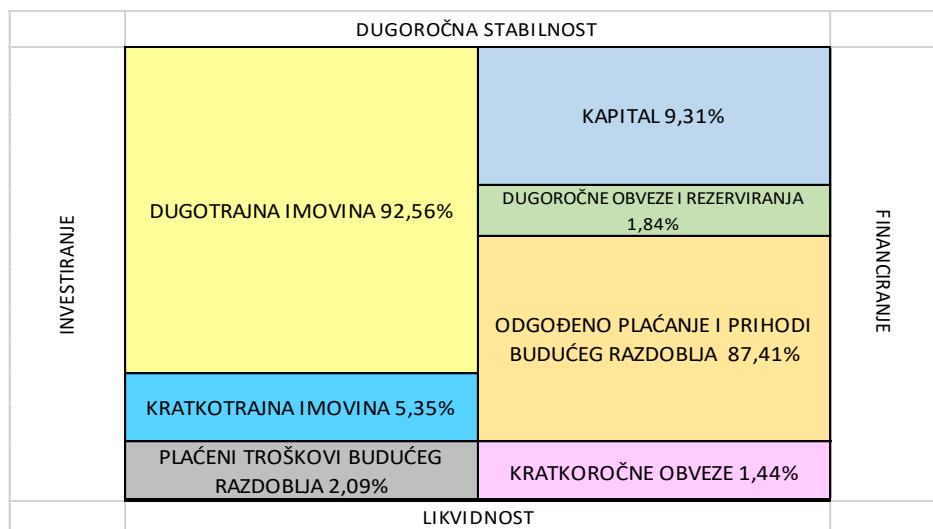 DUGOROČNA STABILNOST
INVESTIRANJE
DUGOTRAJNA IMOVINA 92,56%
KRATKOTRAJNA IMOVINA 5,35%
PLAĆENI TROŠKOVI BUDUĆEG
RAZDOBLJA 2,09%
KAPITAL 9,31%
DUGOROČNE OBVEZE I REZERVIRANJA
1,84%
ODGOĐENO PLAĆANJE I PRIHODI
BUDUĆEG RAZDOBLJA 87,41%
KRATKOROČNE OBVEZE 1,44%
FINANCIRANJE
LIKVIDNOST